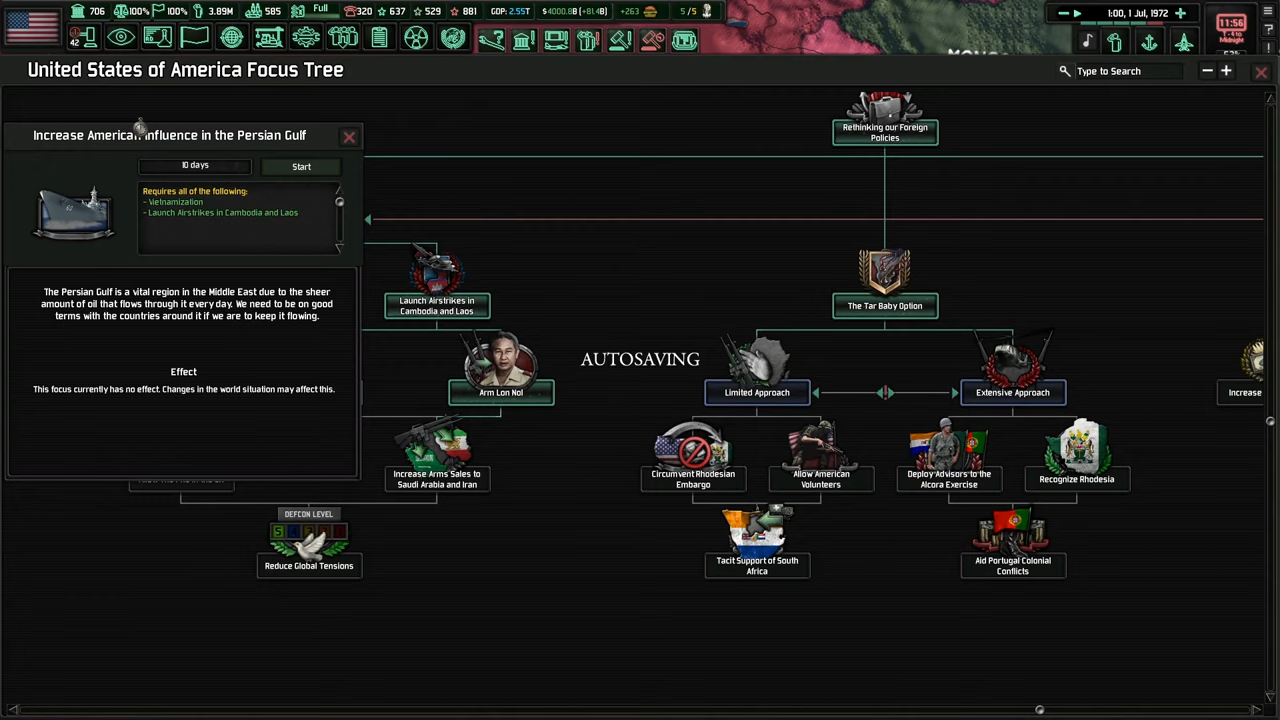 706 100% 100% 3.89M 585 Full 320 637 529 881 GDP: 2.55T $4000.8B (+81.4B) +263 5/5
1:00, 1 Jul, 1972
11:56
42
United States of America Focus Tree
Type to Search
Increase American Influence in the Persian Gulf
10 days
Start
Requires all of the following:
- Vietnamization
- Launch Airstrikes in Cambodia and Laos
The Persian Gulf is a vital region in the Middle East due to the sheer
amount of oil that flows through it every day. We need to be on good
terms with the countries around it if we are to keep it flowing.
Effect
This focus currently has no effect. Changes in the world situation may affect this.
Rethinking our Foreign
Policies
Launch Airstrikes in
Cambodia and Laos
The Tar Baby Option
AUTOSAVING
Arm Lon Nol
Limited Approach
Extensive Approach
Increase
Increase Arms Sales to
Saudi Arabia and Iran
Circumvent Rhodesian
Embargo
Allow American
Volunteers
Deploy Advisors to the
Alcora Exercise
Recognize Rhodesia
DEFCON LEVEL
Reduce Global Tensions
Tacit Support of South
Africa
Aid Portugal Colonial
Conflicts